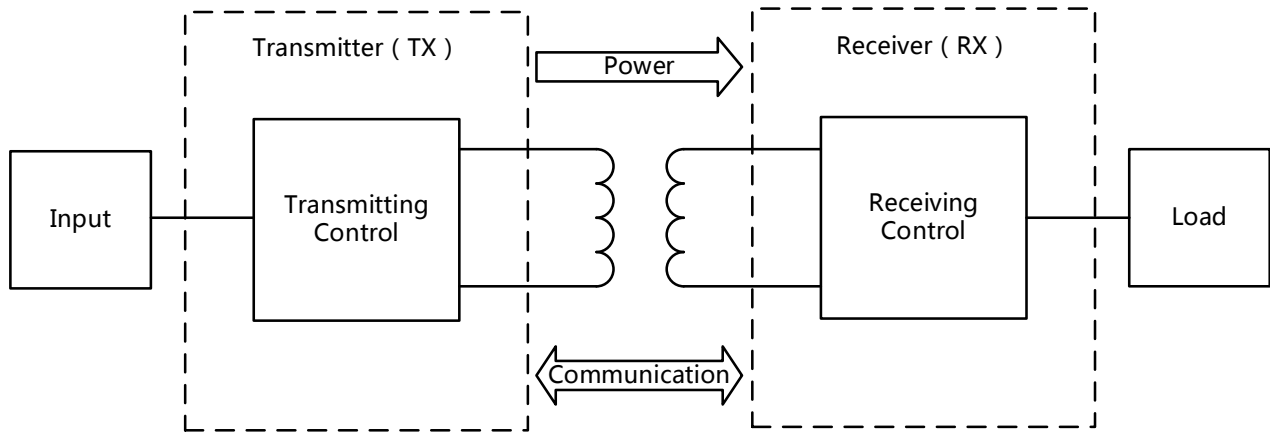 Transmitter（TX）
Power
Receiver（RX）
Input
Transmitting
Control
Receiving
Control
Load
Communication